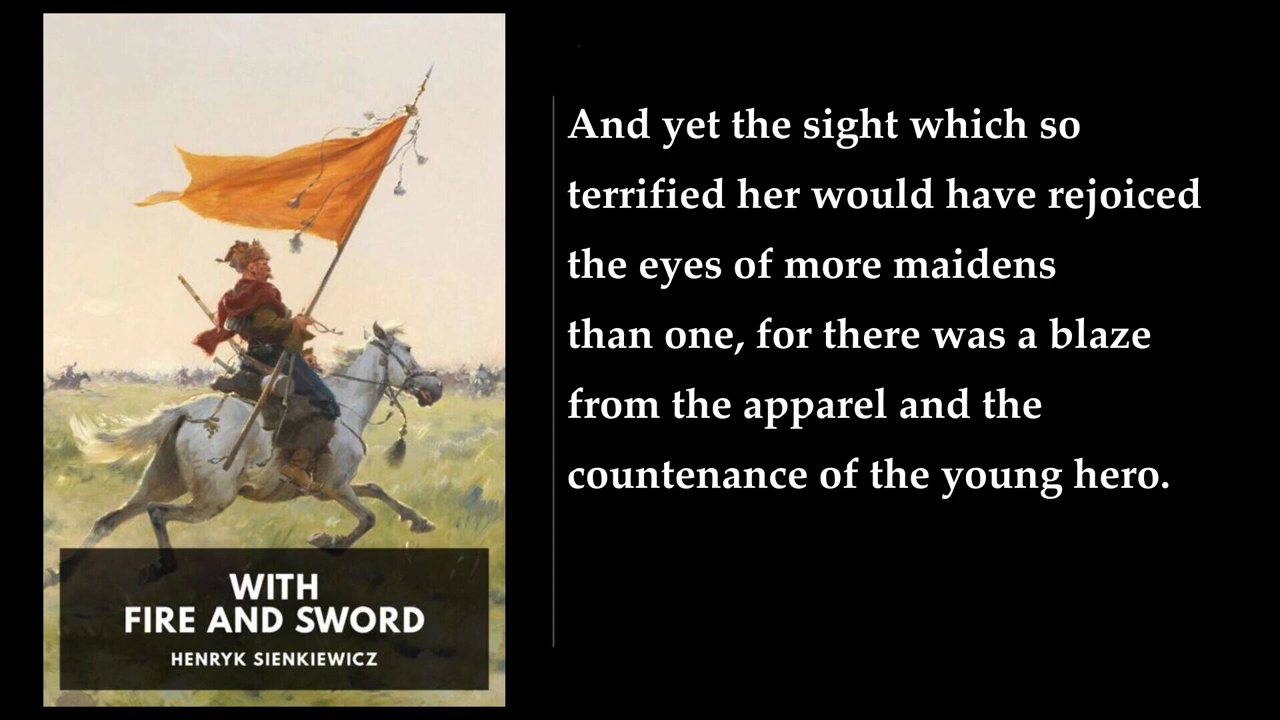 And yet the sight which so
terrified her would have rejoiced
the eyes of more maidens
than one, for there was a blaze
from the apparel and the
countenance of the young hero.
WITH
FIRE AND SWORD
HENRYK SIENKIEWICZ